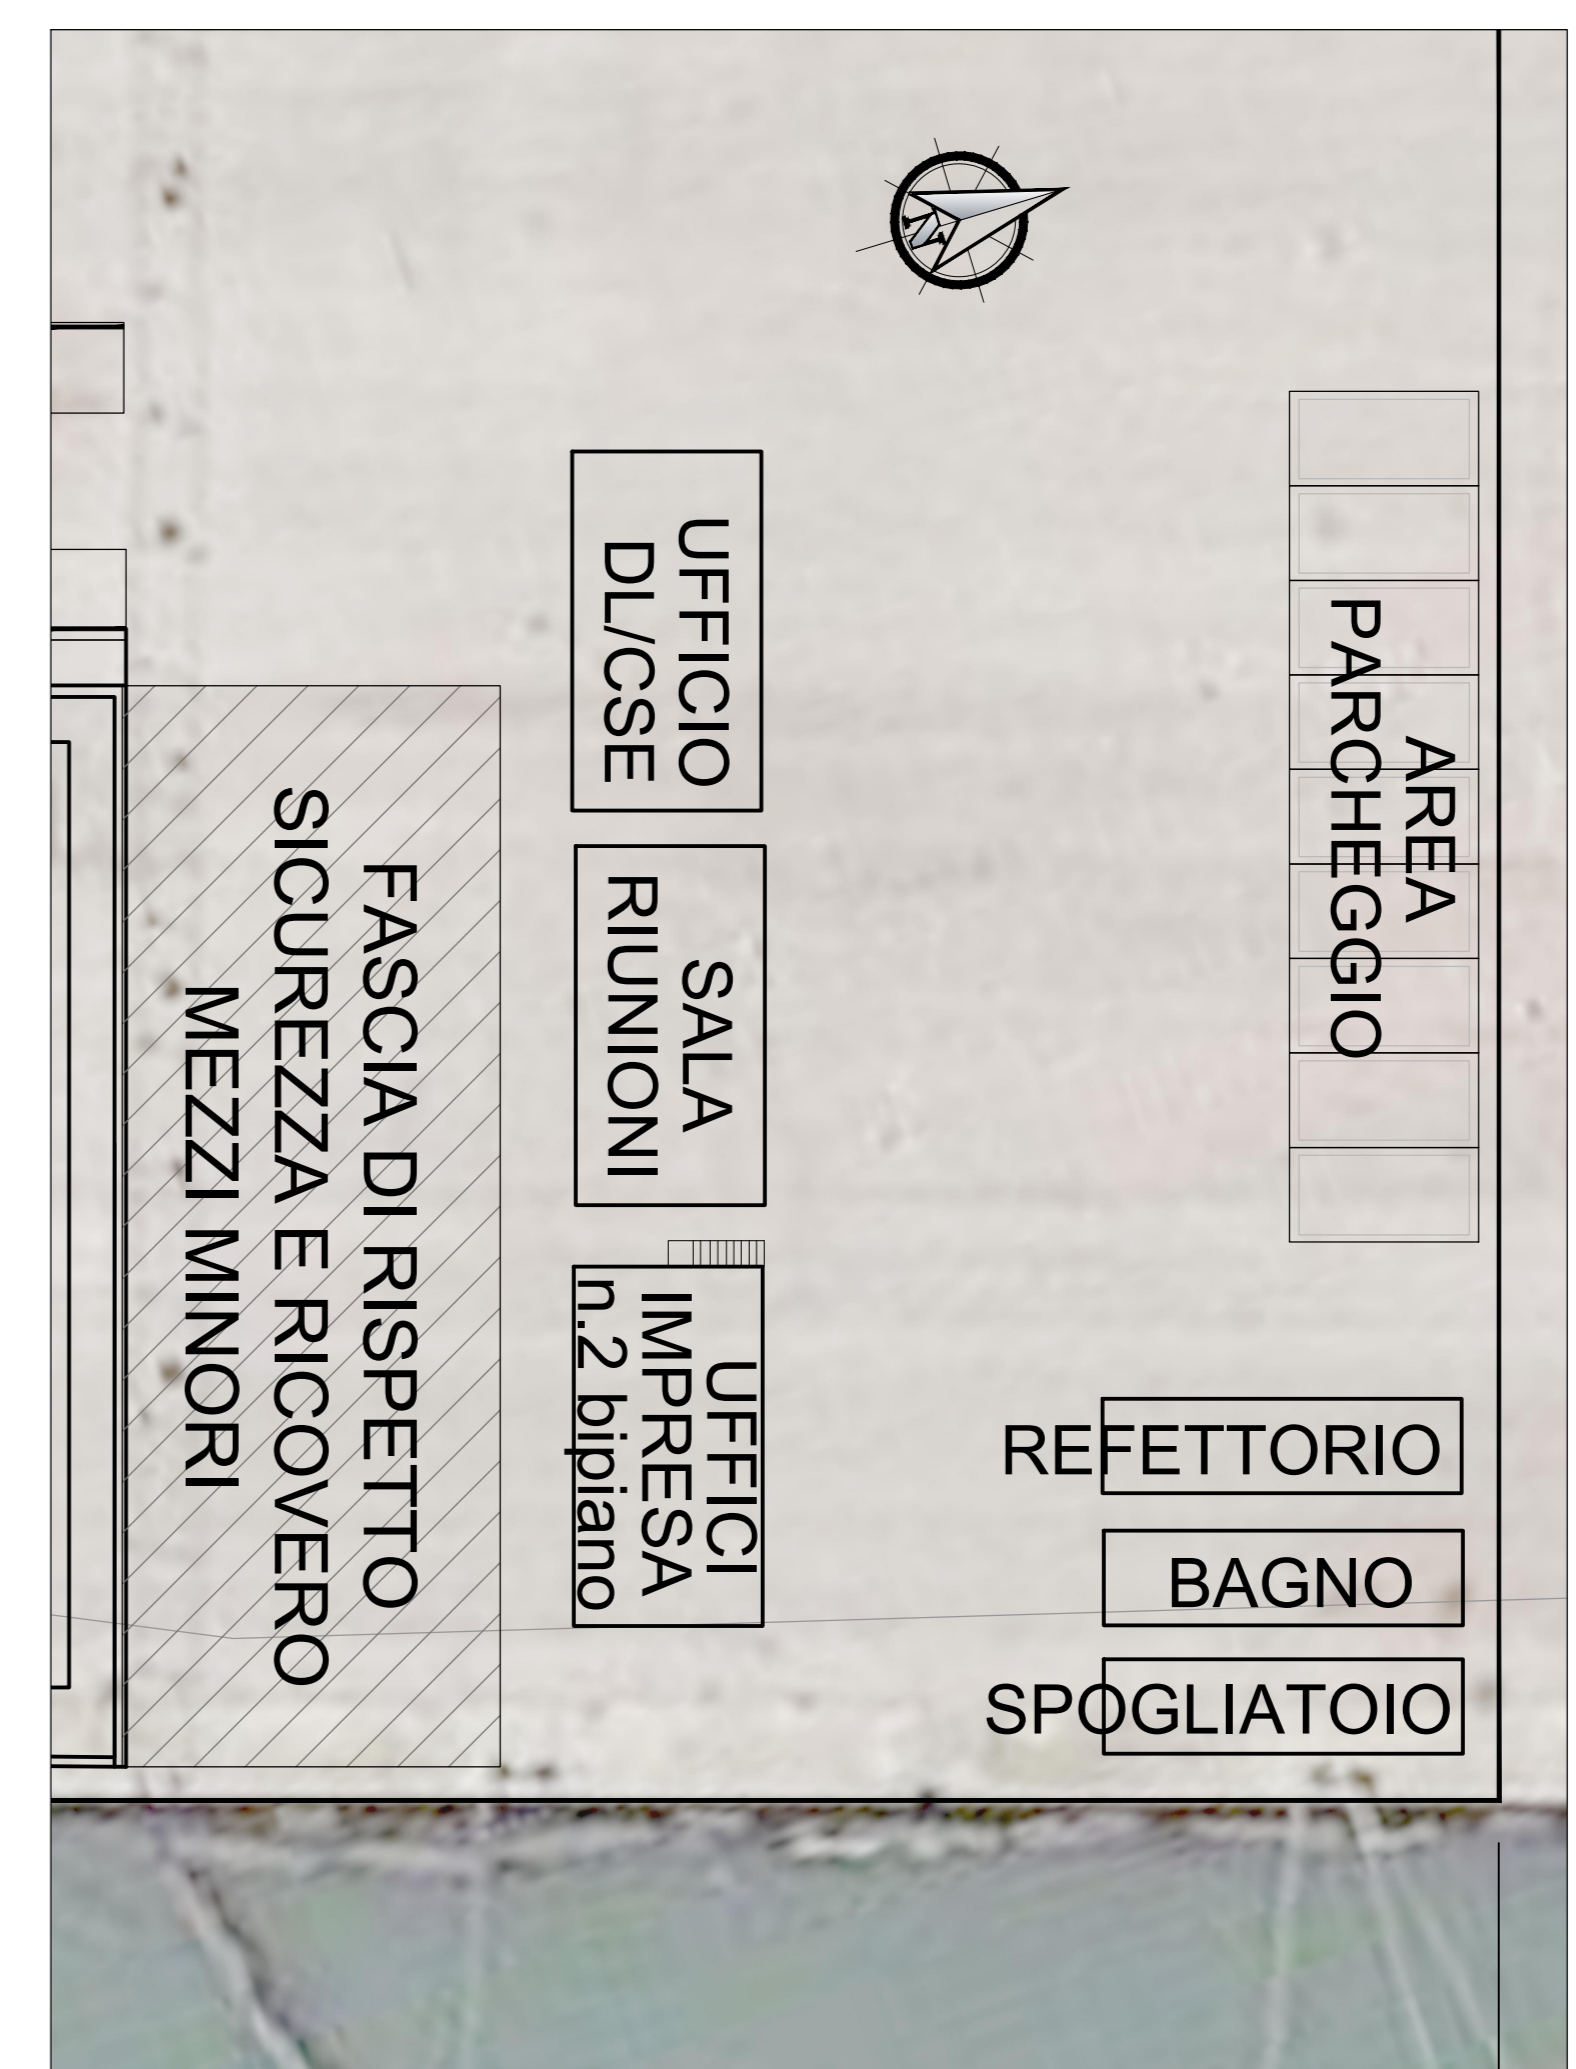 N
UFFICIO
DL/CSE
SALA
RIUNIONI
UFFICI
IMPRESA
n.2 bipiano
FASCIA DI RISPETTO
SICUREZZA E RICOVERO
MEZZI MINORI
AREA
PARCHEGGIO
REFETTORIO
BAGNO
SPOGLIATOIO